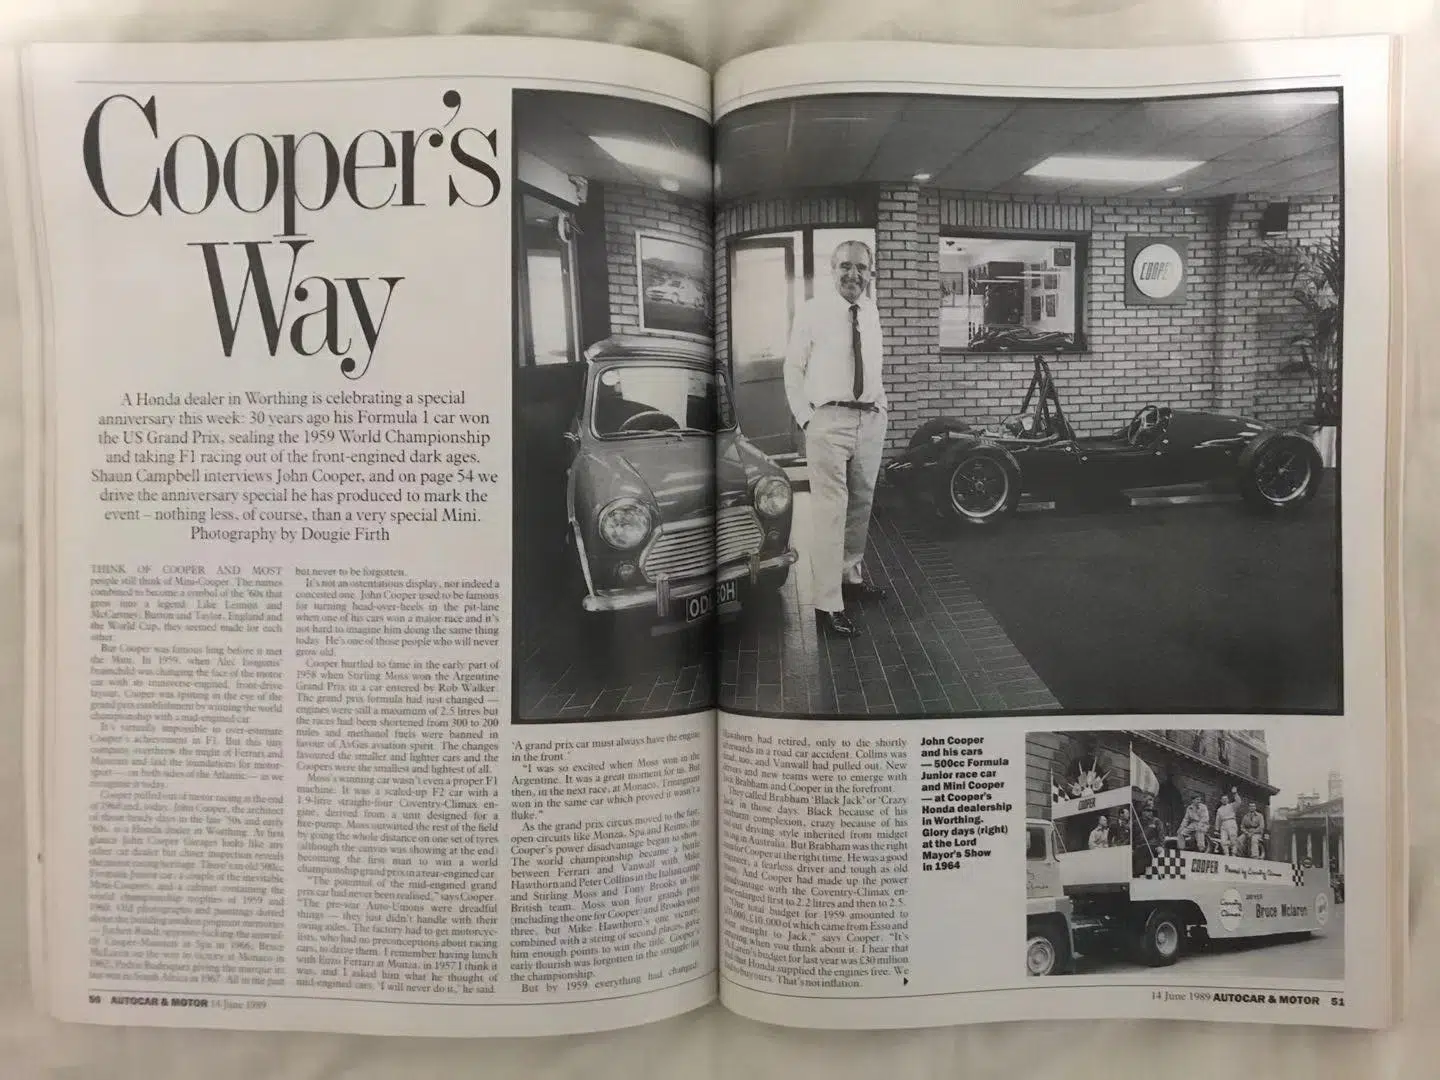 Cooper's
Way
A Honda dealer in Worthing is celebrating a special
anniversary this week: 30 years ago his Formula 1 car won
the US Grand Prix, sealing the 1959 World Championship
and taking F1 racing out of the front-engined dark ages.
Shaun Campbell interviews John Cooper, and on page 54 we
drive the anniversary special he has produced to mark the
event – nothing less, of course, than a very special Mini.
Photography by Dougie Firth
THINK OF COOPER AND MOST
people still think of Mini-Cooper. The names
combined to become a symbol of the '60s that
grew into a legend. Like Lennon and
McCartney, Burton and Taylor, England and
the World Cup, they seemed made for each
other.
But Cooper was famous long before it met
the Mini. In 1959, when Alec Issigonis'
brainchild was changing the face of the motor
car with its transverse-engined, front-drive
layout, Cooper was spitting in the eye of the
grand prix establishment by winning the world
championship with a mid-engined car.
It's virtually impossible to over-estimate
Cooper's achievement in F1. But this tiny
company overthrew the might of Ferrari and
Maserati and laid the foundations for motor-
sport — on both sides of the Atlantic — as we
recognise it today.
Cooper pulled out of motor racing at the end
of 1968 and, today, John Cooper, the architect
of those heady days in the late '50s and early
'60s, is a Honda dealer in Worthing. At first
glance John Cooper Garages looks like any
other car dealer but closer inspection reveals
There's an old 500cc
Formula Junior car, a couple of the inevitable
Mini-Coopers, and a cabinet containing the
world championship trophies of 1959 and
1960. Old photographs and paintings dotted
about the building
— Jochen Rindt
Cooper-Maserati at Spa in 1966, Bruce
McLaren on the way to victory at Monaco in
1962, Pedro Rodriguez giving the marque its
last win in South Africa in 1967. All in the past
but never to be forgotten.
It's not an ostentatious display, nor indeed a
conceited one. John Cooper used to be famous
for turning head-over-heels in the pit-lane
when one of his cars won a major race and it's
not hard to imagine him doing the same thing
today. He's one of those people who will never
grow old.
Cooper hurtled to fame in the early part of
1958 when Stirling Moss won the Argentine
Grand Prix in a car entered by Rob Walker.
The grand prix formula had just changed —
engines were still a maximum of 2.5 litres but
the races had been shortened from 300 to 200
miles and methanol fuels were banned in
favour of AvGas aviation spirit. The changes
favoured the smaller and lighter cars and the
Coopers were the smallest and lightest of all.
Moss's winning car wasn't even a proper F1
machine. It was a scaled-up F2 car with a
1.9-litre straight-four Coventry-Climax en-
gine, derived from a unit designed for a
fire-pump. Moss outwitted the rest of the field
by going the whole distance on one set of tyres
(although the canvas was showing at the end)
becoming the first man to win a world
championship grand prix in a rear-engined car.
"The potential of the mid-engined grand
prix car had never been realised," says Cooper.
"The pre-war Auto-Unions were dreadful
things — they just didn't handle with their
swing axles. The factory had to get motorcyc-
lists, who had no preconceptions about racing
cars, to drive them. I remember having lunch
with Enzo Ferrari at Monza, in 1957 I think it
was, and I asked him what he thought of
mid-engined cars. 'I will never do it,' he said.
'A grand prix car must always have the engine
in the front'
"I was so excited when Moss won in the
Argentine. It was a great moment for us. But
then, in the next race, at Monaco, Trintignant
won in the same car which proved it wasn't a
fluke."
As the grand prix circus moved to the fast,
open circuits like Monza, Spa and Reims, the
Cooper's power disadvantage began to show.
The world championship became a battle
between Ferrari and Vanwall with Mike
Hawthorn and Peter Collins in the Italian camp
and Stirling Moss and Tony Brooks in the
British team. Moss won four grands prix
(including the one for Cooper) and Brooks won
three, but Mike Hawthorn's one victory,
combined with a string of second places, gave
him enough points to win the title. Cooper's
early flourish was forgotten in the struggle for
the championship.
But by 1959 everything had changed.
Hawthorn had retired, only to die shortly
afterwards in a road car accident. Collins was
dead, too, and Vanwall had pulled out. New
drivers and new teams were to emerge with
Jack Brabham and Cooper in the forefront.
"They called Brabham 'Black Jack' or 'Crazy
Jack' in those days. Black because of his
complexion, crazy because of his
driving style inherited from midget
racing in Australia. But Brabham was the right
man for Cooper at the right time. He was a good
engineer, a fearless driver and tough as old
And Cooper had made up the power
disadvantage with the Coventry-Climax en-
gine enlarged first to 2.2 litres and then to 2.5.
"Our total budget for 1959 amounted to
£10,000 of which came from Esso and
went straight to Jack," says Cooper. "It's
amusing when you think about it. I hear that
McLaren's budget for last year was £30 million
and that Honda supplied the engines free. We
had to buy ours. That's not inflation.
John Cooper
and his cars
— 500cc Formula
Junior race car
and Mini Cooper
— at Cooper's
Honda dealership
in Worthing.
Glory days (right)
at the Lord
Mayor's Show
in 1964
COOPER
COOPER
COOPER
Powered by Coventry Climax
Coventry
Climax
DRIVER
Bruce Mclaren
50 AUTOCAR & MOTOR 14 June 1989
14 June 1989 AUTOCAR & MOTOR 51